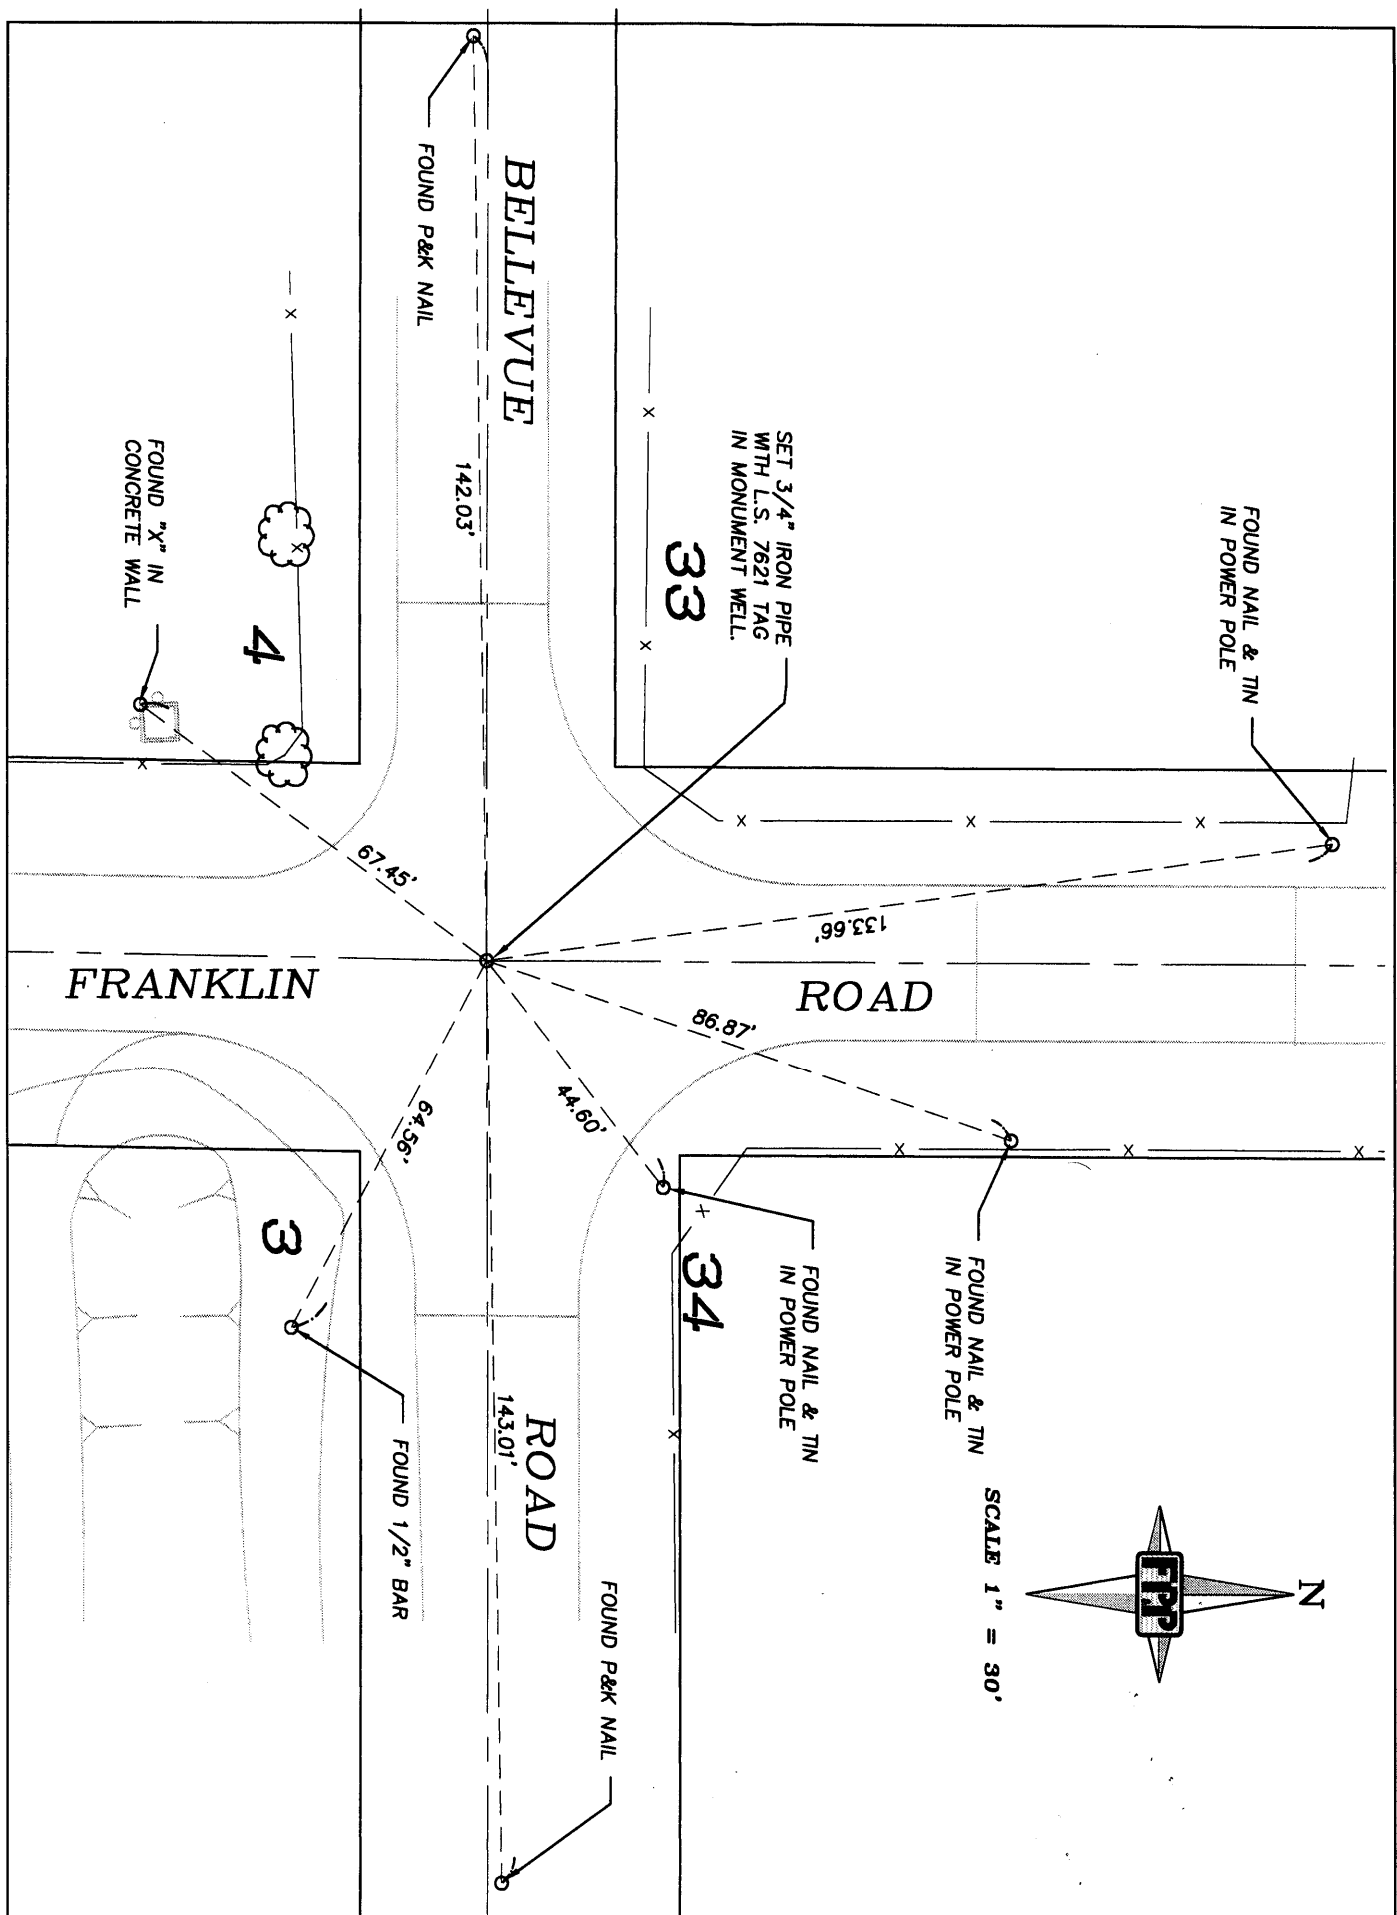 N
FPP
SCALE 1" = 30'
FOUND NAIL & TIN
IN POWER POLE
FOUND NAIL & TIN
IN POWER POLE
FOUND NAIL & TIN
IN POWER POLE
SET 3/4" IRON PIPE
WITH L.S. 7621 TAG
IN MONUMENT WELL.
33
34
133.66'
86.87'
44.60'
ROAD
BELLEVUE
ROAD
142.03'
143.01'
FOUND P&K NAIL
FOUND P&K NAIL
67.45'
64.56'
FRANKLIN
4
3
FOUND "X" IN
CONCRETE WALL
FOUND 1/2" BAR
X
X
X
X
X
X
X
X
X
X
X
X
X
X